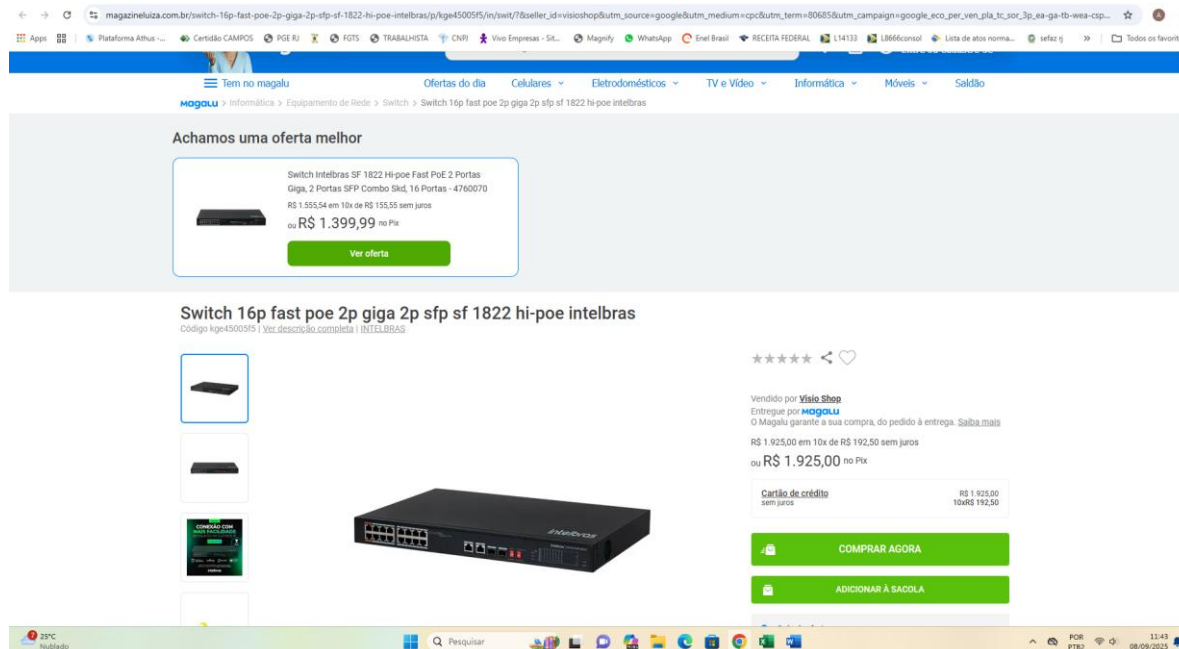 magazineluiza.com.br/switch-16p-fast-poe-2p-giga-2p-sfp-sf-1822-hi-poe-intelbras/p/kge45005f5/in/swit/?&seller_id=visioshop&utm_source=google&utm_medium=cpc&utm_term=80685&utm_campaign=google_eco_per_ven_pla_tc_sor_3p_ea-ga-tb-wea-csp...
Apps Plataforma Athus -... Certidão CAMPOS PGE RJ FGTS TRABALHISTA CNPJ Vivo Empresas - Sit... Magnify WhatsApp Enel Brasil RECEITA FEDERAL L14133 L8666consol Lista de atos norma... sefaz rj » Todos os favorit
Tem no magalu Ofertas do dia Celulares Eletrodomésticos TV e Vídeo Informática Móveis Saldão
Magalu > Informática > Equipamento de Rede > Switch > Switch 16p fast poe 2p giga 2p sfp sf 1822 hi-poe intelbras
Achamos uma oferta melhor
Switch Intelbras SF 1822 Hi-poe Fast PoE 2 Portas
Giga, 2 Portas SFP Combo Skd, 16 Portas - 4760070
R$ 1.555,54 em 10x de R$ 155,55 sem juros
ou R$ 1.399,99 no Pix
Ver oferta
Switch 16p fast poe 2p giga 2p sfp sf 1822 hi-poe intelbras
Código kge45005f5 | Ver descrição completa | INTELBRAS
Vendido por Visio Shop
Entregue por Magalu
O Magalu garante a sua compra, do pedido à entrega. Saiba mais
R$ 1.925,00 em 10x de R$ 192,50 sem juros
ou R$ 1.925,00 no Pix
Cartão de crédito R$ 1.925,00
sem juros 10xR$ 192,50
CONEXÃO COM
MAIS FACILIDADE
intelbras
intelbras
COMPRAR AGORA
ADICIONAR À SACOLA
7
25°C
Nublado
Pesquisar
POR
PTB2
11:43
08/09/2025